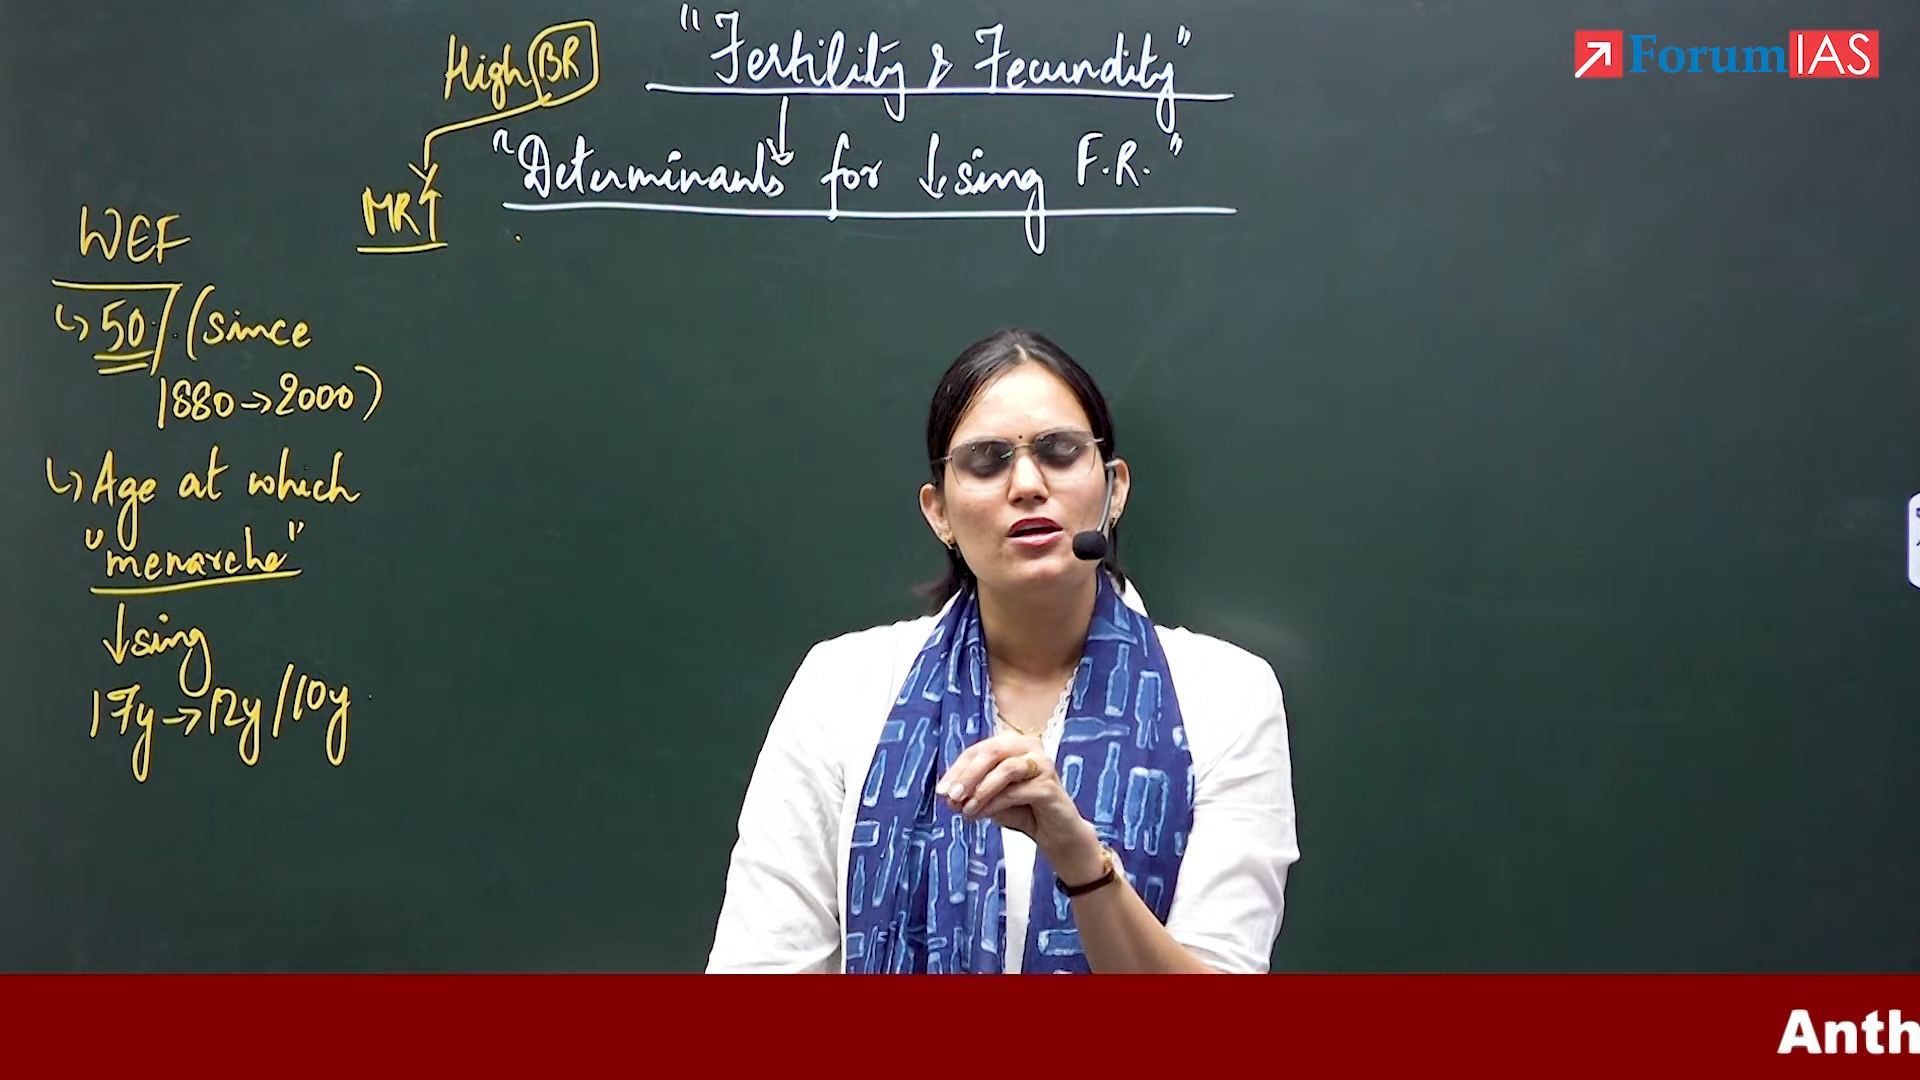 High BR
"Fertility & Fecundity"
ForumIAS
"Determinants for ↓sing F.R."
MR↑
WEF
↳ 50% (since
1880→2000)
↳ Age at which
"menarche"
↓sing
17y→12y/10y
Anth